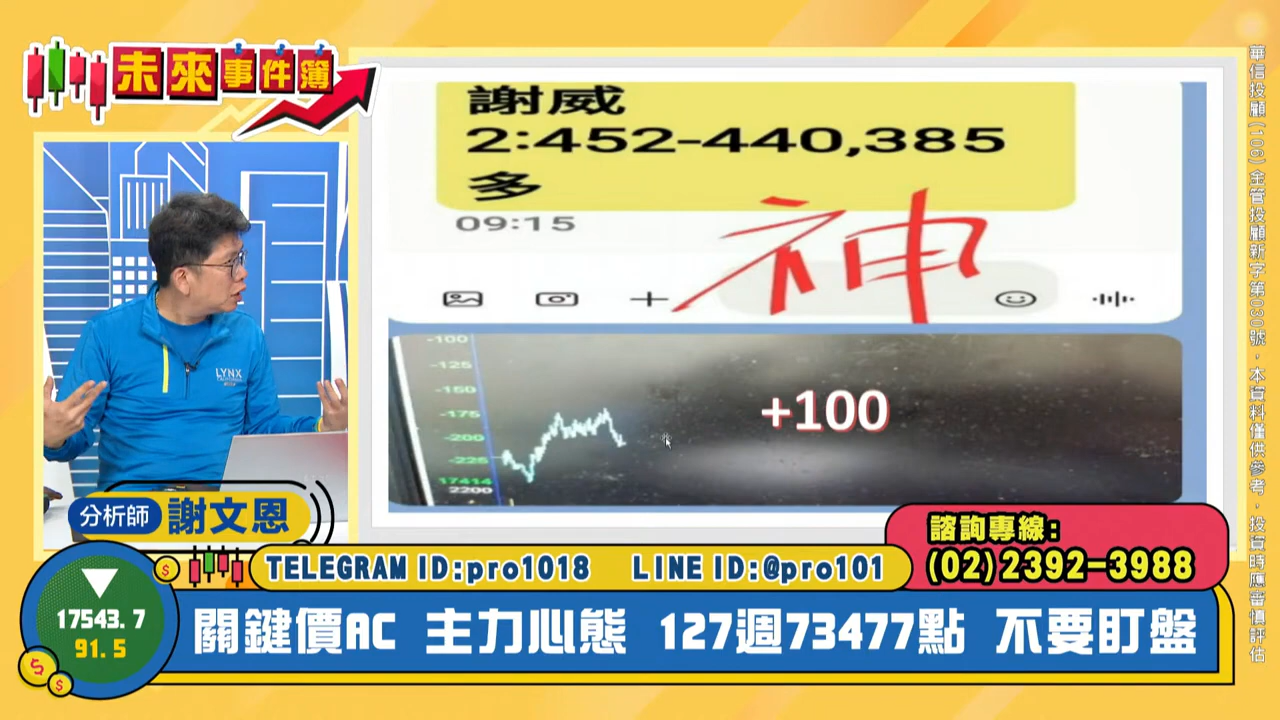 未來事件簿
謝威
2:452-440,385
多
09:15
神
-100
-125
-150
-175
-200
-225
17414
2200
+100
LYNX
分析師 謝文恩
諮詢專線:
(02)2392-3988
TELEGRAM ID:pro1018 LINE ID:@pro101
17543.7
91.5
關鍵價AC 主力心態 127週73477點 不要盯盤
華信投顧(106)金管投顧新字第030號，本資料僅供參考，投資時應審慎評估